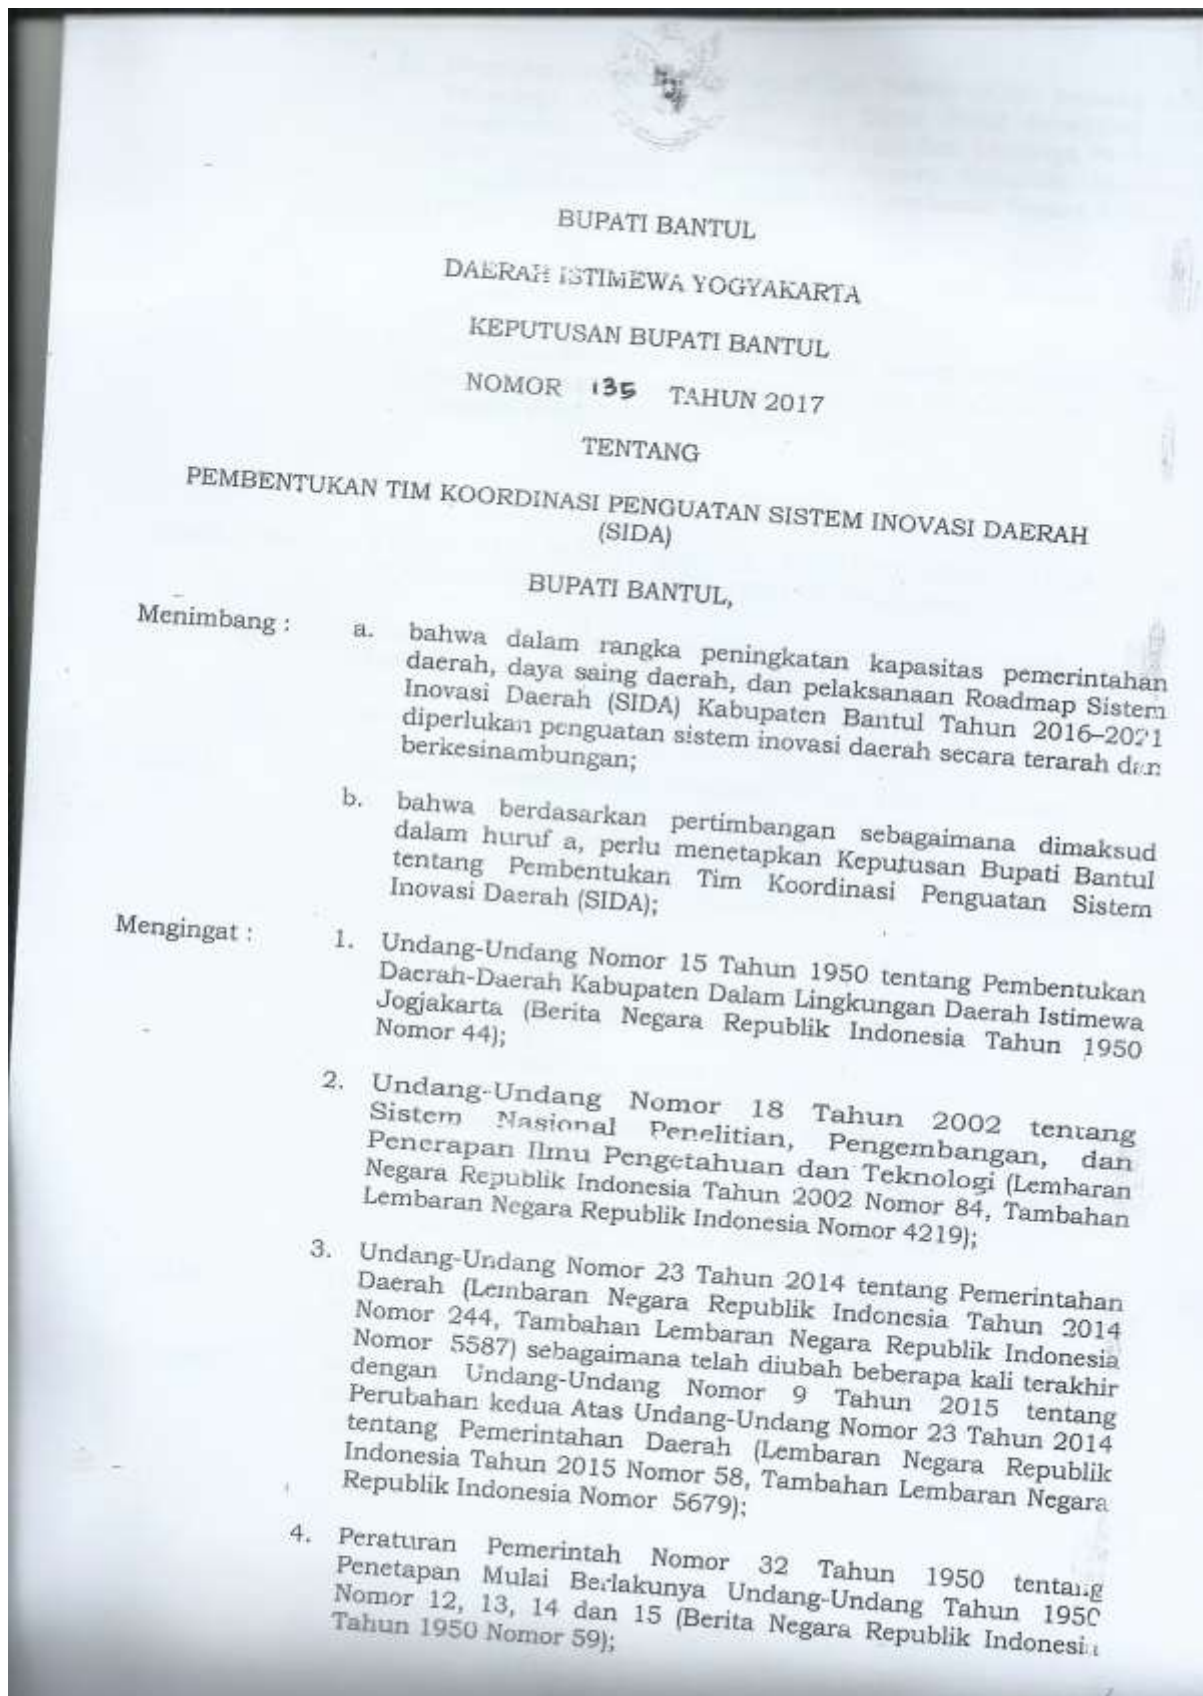 BUPATI BANTUL
DAERAH ISTIMEWA YOGYAKARTA
KEPUTUSAN BUPATI BANTUL
NOMOR 135 TAHUN 2017
TENTANG
PEMBENTUKAN TIM KOORDINASI PENGUATAN SISTEM INOVASI DAERAH
(SIDA)
BUPATI BANTUL,
Menimbang : a. bahwa dalam rangka peningkatan kapasitas pemerintahan
daerah, daya saing daerah, dan pelaksanaan Roadmap Sistem
Inovasi Daerah (SIDA) Kabupaten Bantul Tahun 2016–2021
diperlukan penguatan sistem inovasi daerah secara terarah dan
berkesinambungan;
b. bahwa berdasarkan pertimbangan sebagaimana dimaksud
dalam huruf a, perlu menetapkan Keputusan Bupati Bantul
tentang Pembentukan Tim Koordinasi Penguatan Sistem
Inovasi Daerah (SIDA);
Mengingat : 1. Undang-Undang Nomor 15 Tahun 1950 tentang Pembentukan
Daerah-Daerah Kabupaten Dalam Lingkungan Daerah Istimewa
Jogjakarta (Berita Negara Republik Indonesia Tahun 1950
Nomor 44);
2. Undang-Undang Nomor 18 Tahun 2002 tentang
Sistem Nasional Penelitian, Pengembangan, dan
Penerapan Ilmu Pengetahuan dan Teknologi (Lembaran
Negara Republik Indonesia Tahun 2002 Nomor 84, Tambahan
Lembaran Negara Republik Indonesia Nomor 4219);
3. Undang-Undang Nomor 23 Tahun 2014 tentang Pemerintahan
Daerah (Lembaran Negara Republik Indonesia Tahun 2014
Nomor 244, Tambahan Lembaran Negara Republik Indonesia
Nomor 5587) sebagaimana telah diubah beberapa kali terakhir
dengan Undang-Undang Nomor 9 Tahun 2015 tentang
Perubahan kedua Atas Undang-Undang Nomor 23 Tahun 2014
tentang Pemerintahan Daerah (Lembaran Negara Republik
Indonesia Tahun 2015 Nomor 58, Tambahan Lembaran Negara
Republik Indonesia Nomor 5679);
4. Peraturan Pemerintah Nomor 32 Tahun 1950 tentang
Penetapan Mulai Berlakunya Undang-Undang Tahun 1950
Nomor 12, 13, 14 dan 15 (Berita Negara Republik Indonesia
Tahun 1950 Nomor 59);